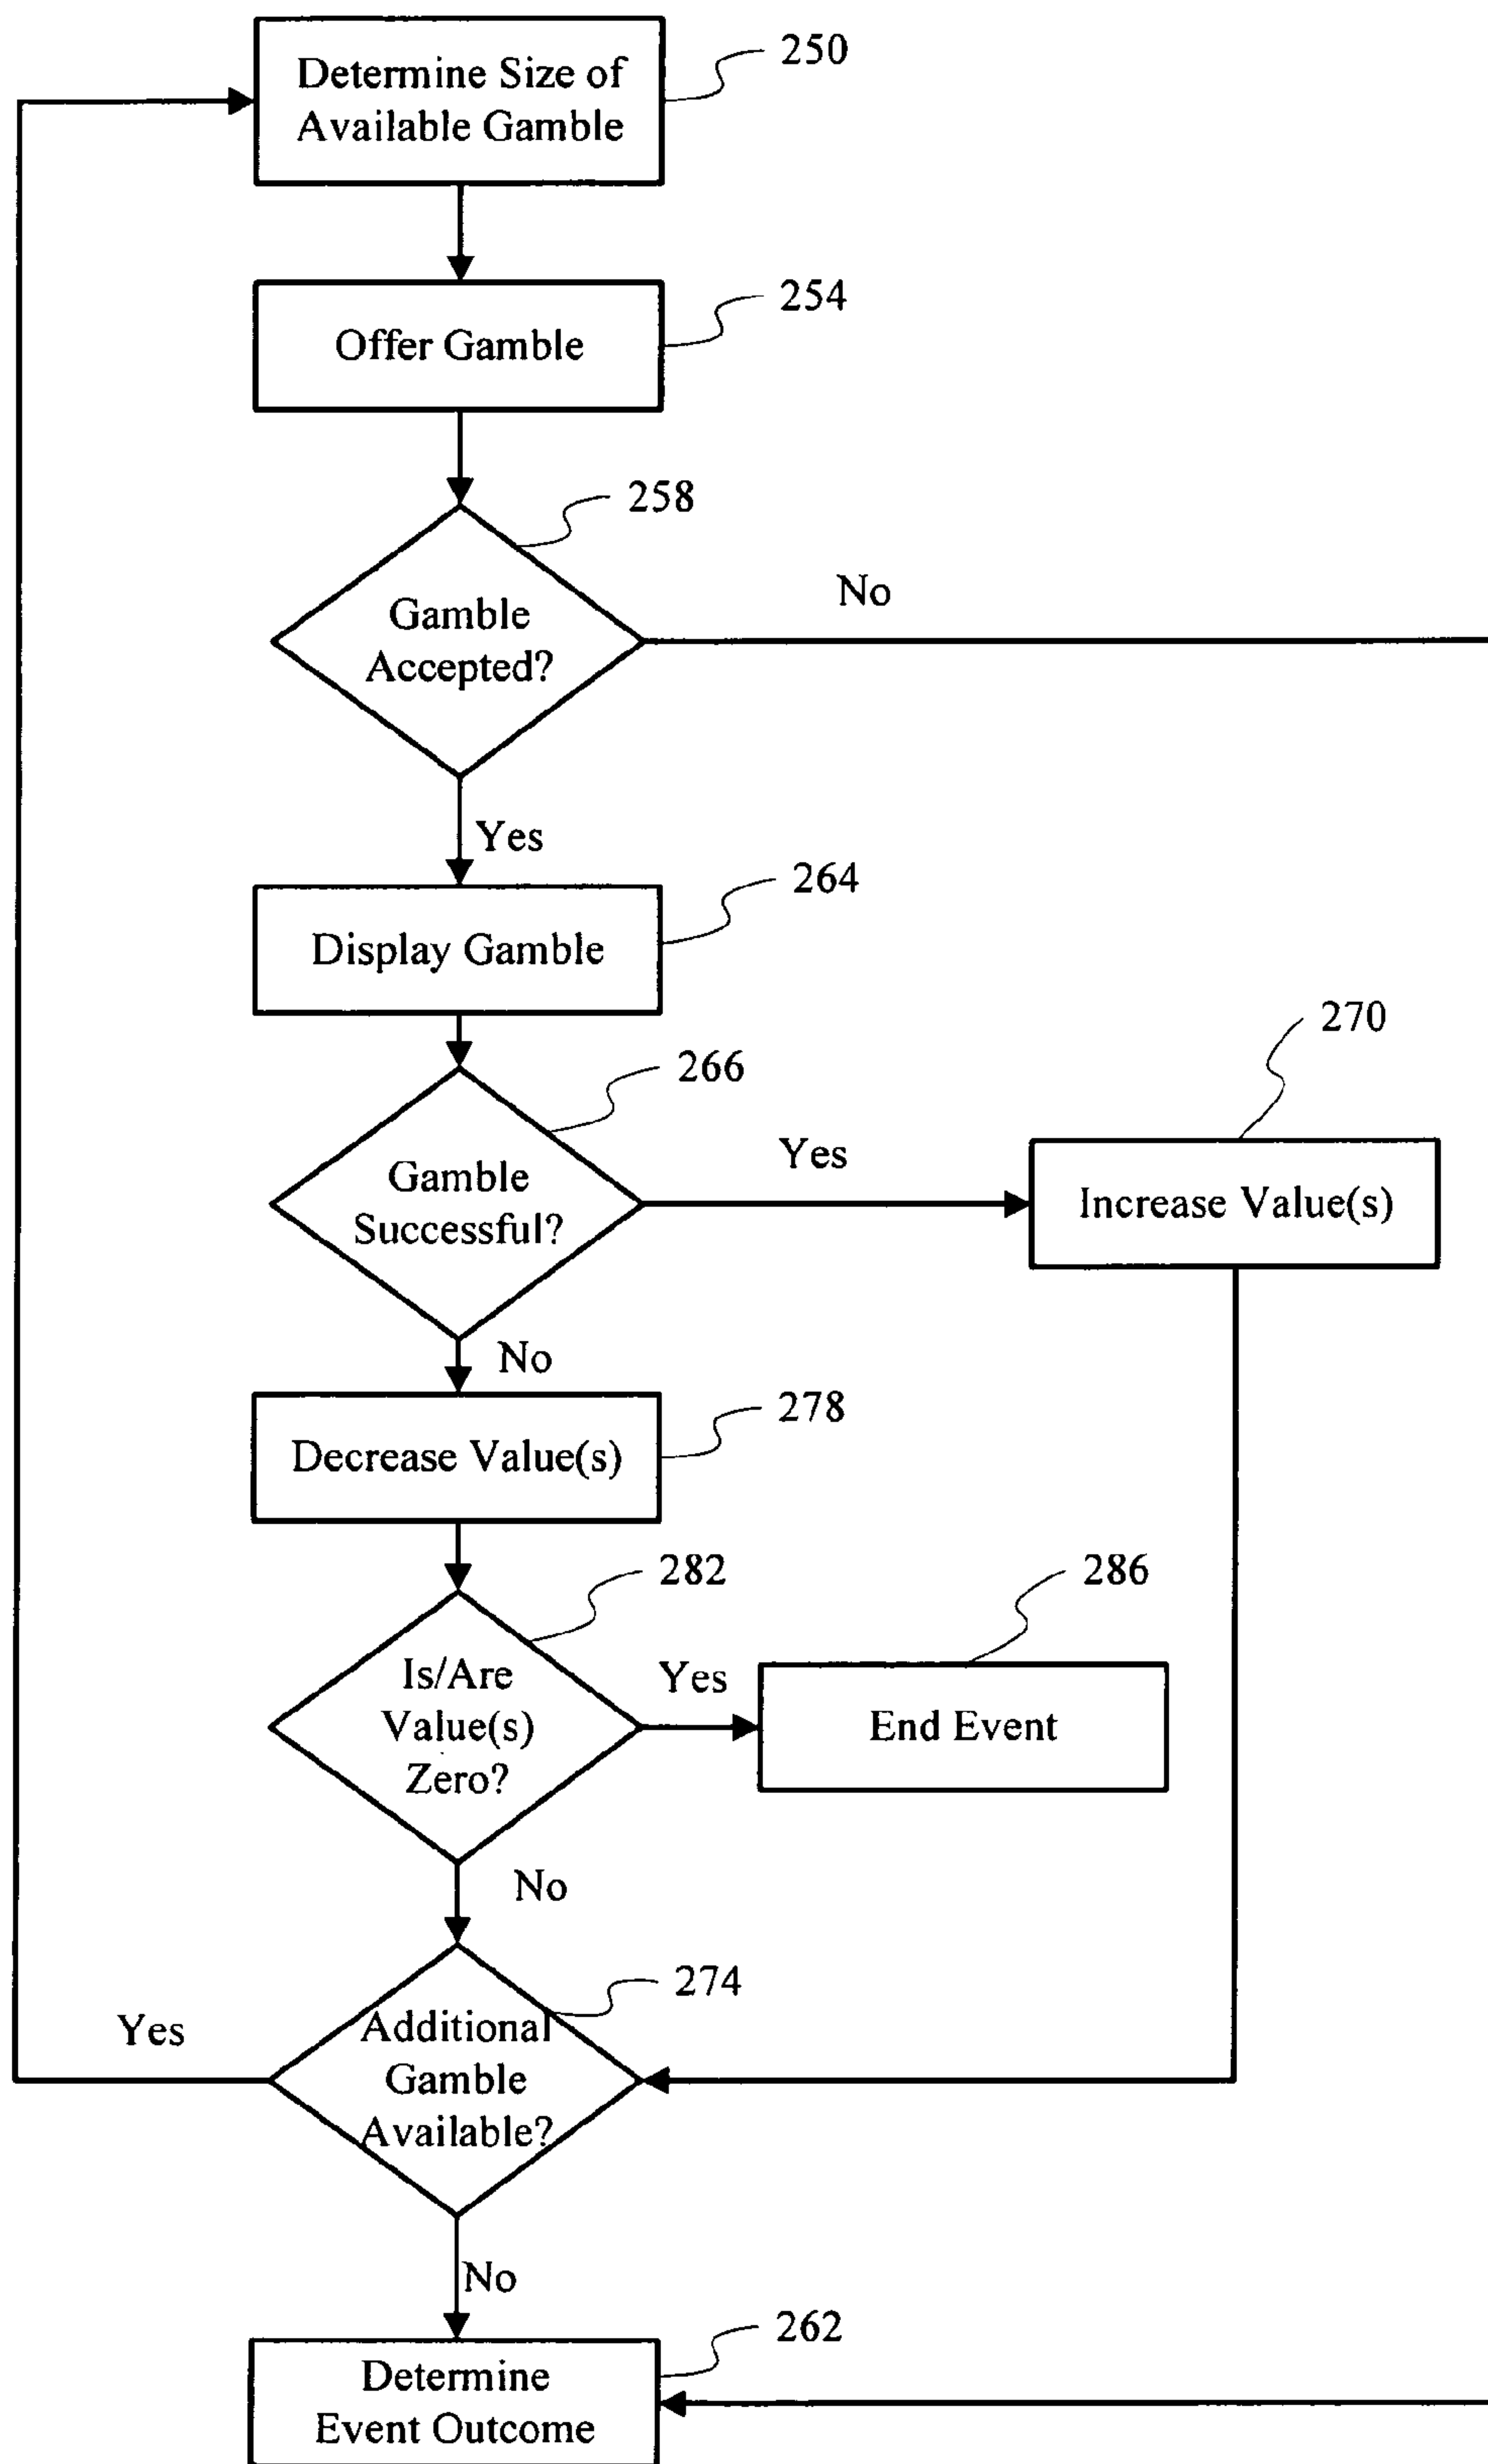 250
Determine Size of
Available Gamble
254
Offer Gamble
258
No
Gamble
Accepted?
Yes
264
Display Gamble
270
266
Yes
Gamble
Successful?
Increase Value(s)
No
278
Decrease Value(s)
282
286
Is/Are
Value(s)
Zero?
Yes
End Event
No
274
Yes
Additional
Gamble
Available?
No
262
Determine
Event Outcome